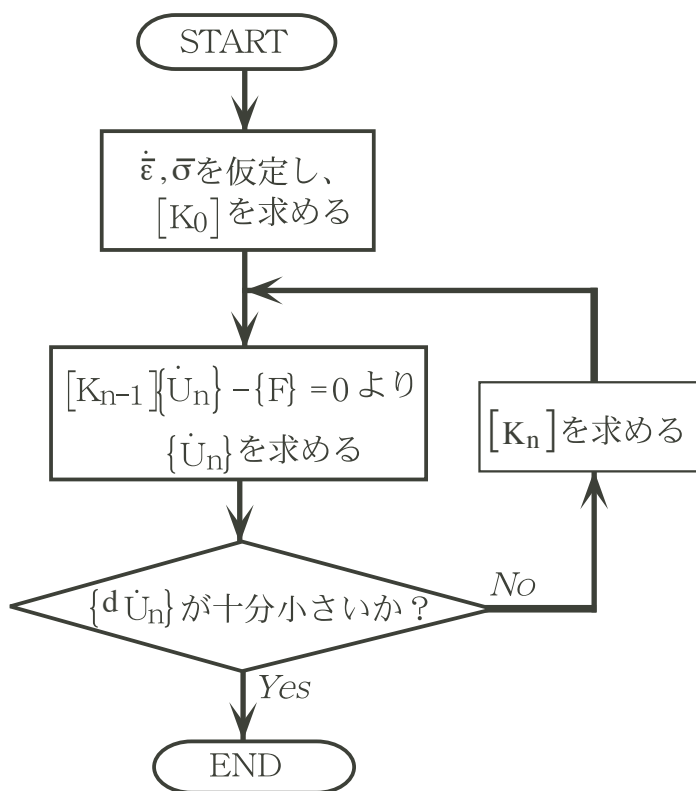 START
ε̄̇,σ̄を仮定し、
[K₀]を求める
[Kn−1]{U̇n}−{F}=0より
{U̇n}を求める
[Kn]を求める
{dU̇n}が十分小さいか?
No
Yes
END